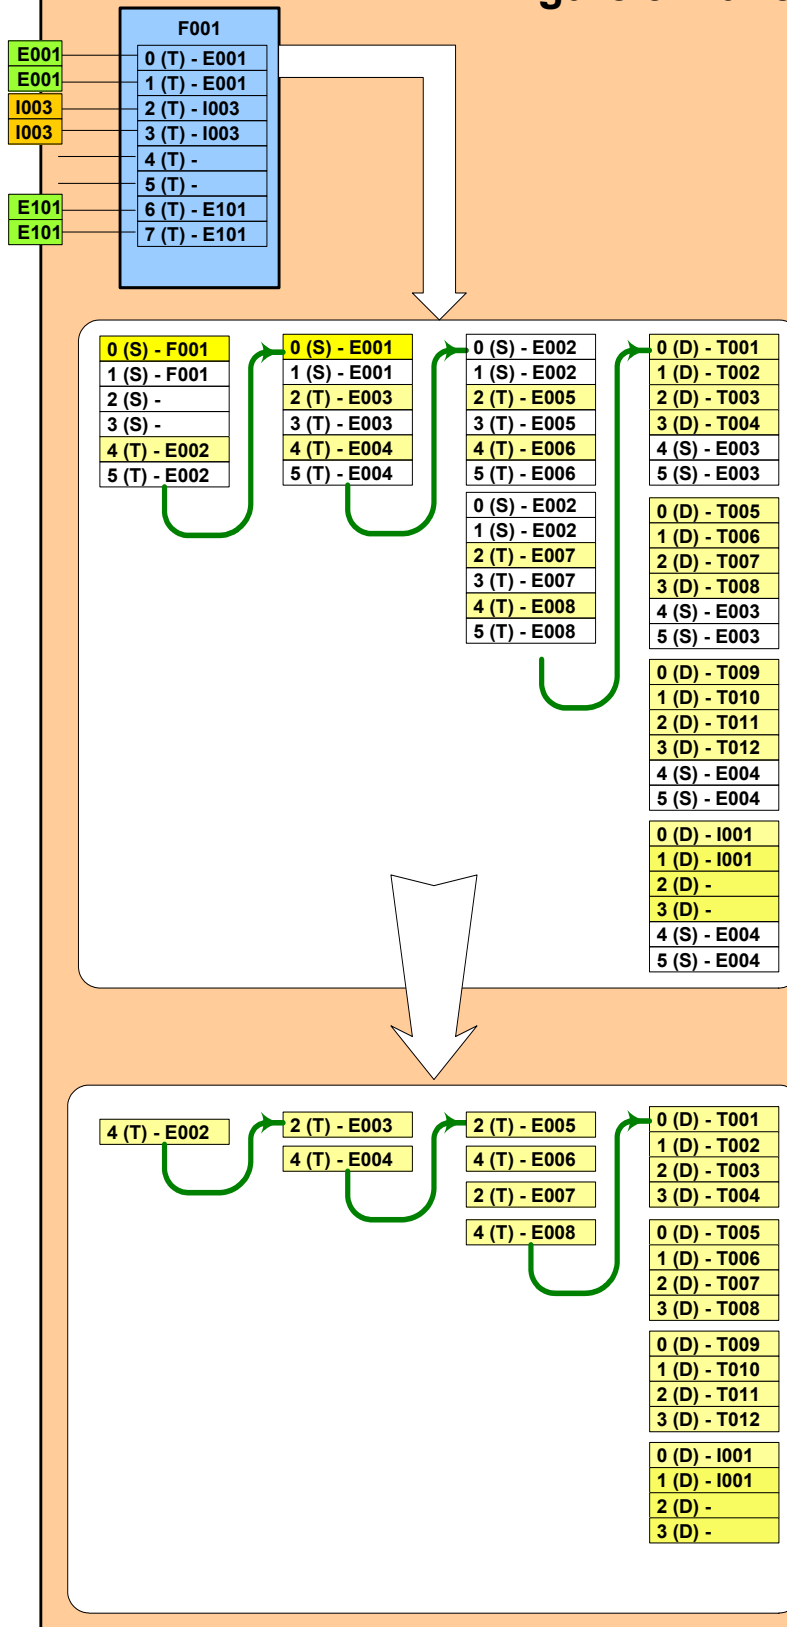 F001
E001
E001
I003
I003
E101
E101
0 (T) - E001
1 (T) - E001
2 (T) - I003
3 (T) - I003
4 (T) -
5 (T) -
6 (T) - E101
7 (T) - E101
0 (S) - F001
1 (S) - F001
2 (S) -
3 (S) -
4 (T) - E002
5 (T) - E002
0 (S) - E001
1 (S) - E001
2 (T) - E003
3 (T) - E003
4 (T) - E004
5 (T) - E004
0 (S) - E002
1 (S) - E002
2 (T) - E005
3 (T) - E005
4 (T) - E006
5 (T) - E006
0 (S) - E002
1 (S) - E002
2 (T) - E007
3 (T) - E007
4 (T) - E008
5 (T) - E008
0 (D) - T001
1 (D) - T002
2 (D) - T003
3 (D) - T004
4 (S) - E003
5 (S) - E003
0 (D) - T005
1 (D) - T006
2 (D) - T007
3 (D) - T008
4 (S) - E003
5 (S) - E003
0 (D) - T009
1 (D) - T010
2 (D) - T011
3 (D) - T012
4 (S) - E004
5 (S) - E004
0 (D) - I001
1 (D) - I001
2 (D) -
3 (D) -
4 (S) - E004
5 (S) - E004
4 (T) - E002
2 (T) - E003
4 (T) - E004
2 (T) - E005
4 (T) - E006
2 (T) - E007
4 (T) - E008
0 (D) - T001
1 (D) - T002
2 (D) - T003
3 (D) - T004
0 (D) - T005
1 (D) - T006
2 (D) - T007
3 (D) - T008
0 (D) - T009
1 (D) - T010
2 (D) - T011
3 (D) - T012
0 (D) - I001
1 (D) - I001
2 (D) -
3 (D) -